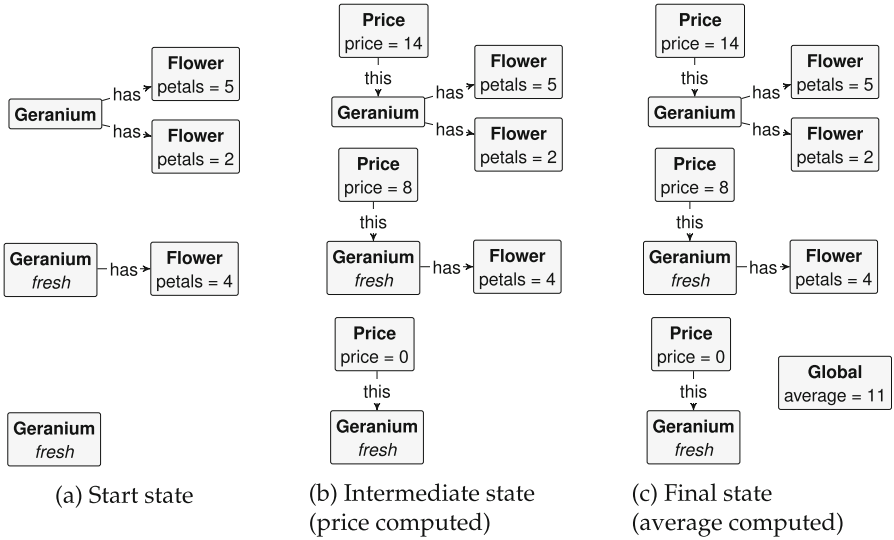 Geranium
has
has
Flower
petals = 5
Flower
petals = 2
Geranium
fresh
has
Flower
petals = 4
Geranium
fresh
(a) Start state
Price
price = 14
this
Geranium
has
has
Flower
petals = 5
Flower
petals = 2
Price
price = 8
this
Geranium
fresh
has
Flower
petals = 4
Price
price = 0
this
Geranium
fresh
(b) Intermediate state
(price computed)
Price
price = 14
this
Geranium
has
has
Flower
petals = 5
Flower
petals = 2
Price
price = 8
this
Geranium
fresh
has
Flower
petals = 4
Price
price = 0
this
Geranium
fresh
Global
average = 11
(c) Final state
(average computed)